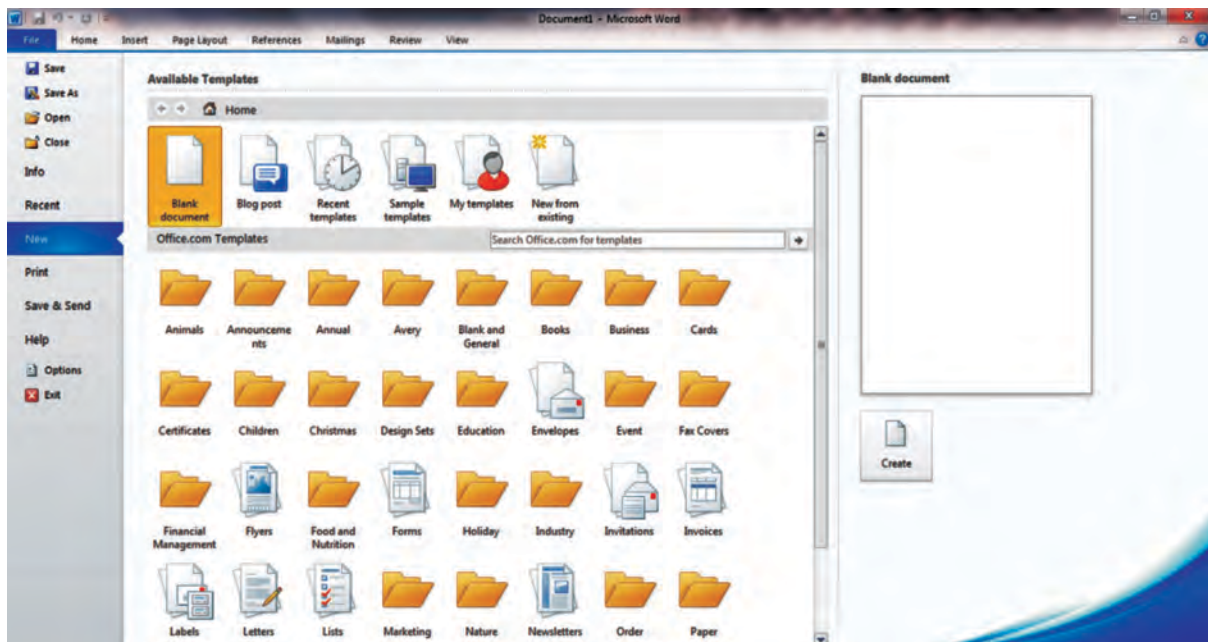 Document1 - Microsoft Word
File Home Insert Page Layout References Mailings Review View
Save
Save As
Open
Close
Info
Recent
New
Print
Save & Send
Help
Options
Exit
Available Templates
Home
Blank document
Blog post
Recent templates
Sample templates
My templates
New from existing
Office.com Templates
Search Office.com for templates
Animals
Announceme
nts
Annual
Avery
Blank and
General
Books
Business
Cards
Certificates
Children
Christmas
Design Sets
Education
Envelopes
Event
Fax Covers
Financial
Management
Flyers
Food and
Nutrition
Forms
Holiday
Industry
Invitations
Invoices
Labels
Letters
Lists
Marketing
Nature
Newsletters
Order
Paper
Blank document
Create